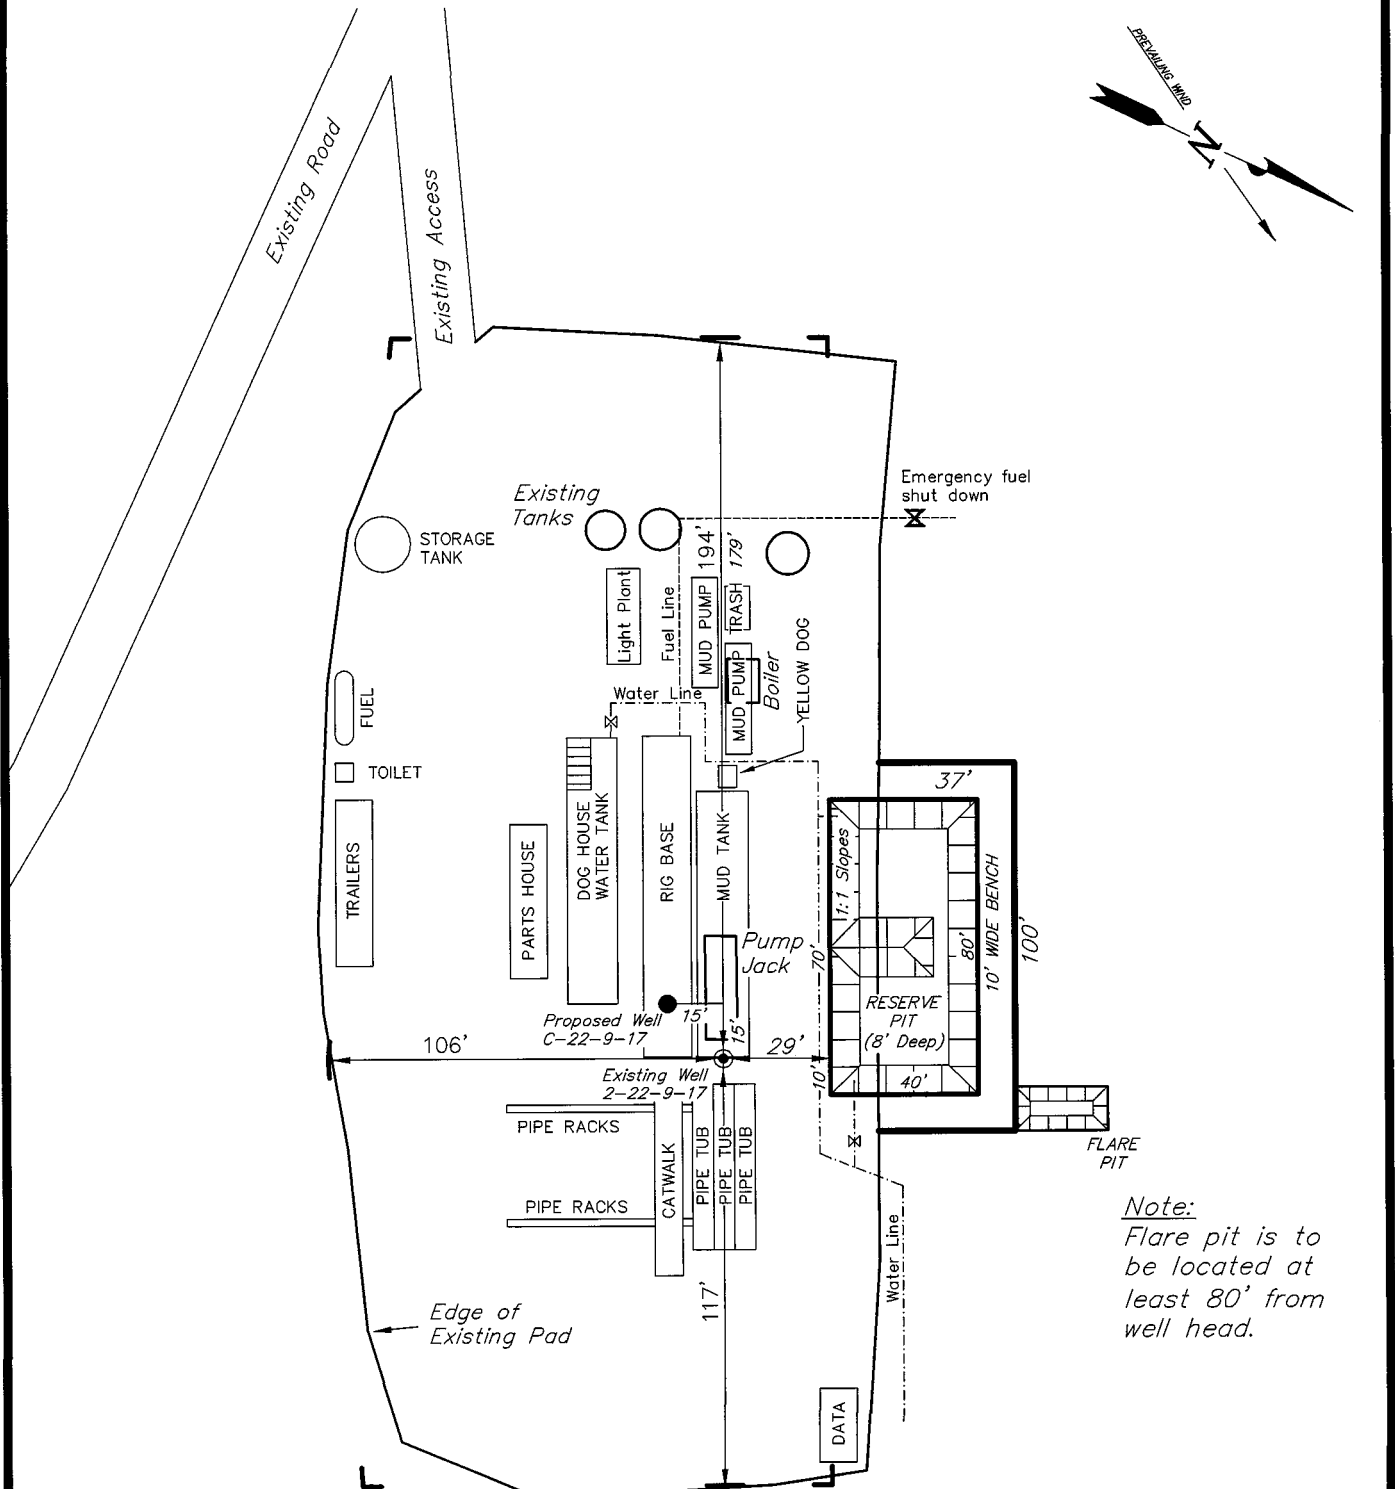 PREVAILING WIND
N
Existing Road
Existing Access
Emergency fuel
shut down
Existing
Tanks
STORAGE
TANK
194'
179'
Light Plant
Fuel Line
MUD PUMP
TRASH
MUD PUMP
Boiler
YELLOW DOG
Water Line
FUEL
TOILET
TRAILERS
PARTS HOUSE
DOG HOUSE
WATER TANK
RIG BASE
MUD TANK
37'
1:1 Slopes
10' WIDE BENCH
100'
80'
70'
Pump
Jack
RESERVE
PIT
(8' Deep)
Proposed Well
C-22-9-17
15'
15'
106'
29'
10'
40'
Existing Well
2-22-9-17
PIPE RACKS
CATWALK
PIPE TUB
PIPE TUB
PIPE TUB
FLARE
PIT
PIPE RACKS
Water Line
117'
Note:
Flare pit is to
be located at
least 80' from
well head.
Edge of
Existing Pad
DATA